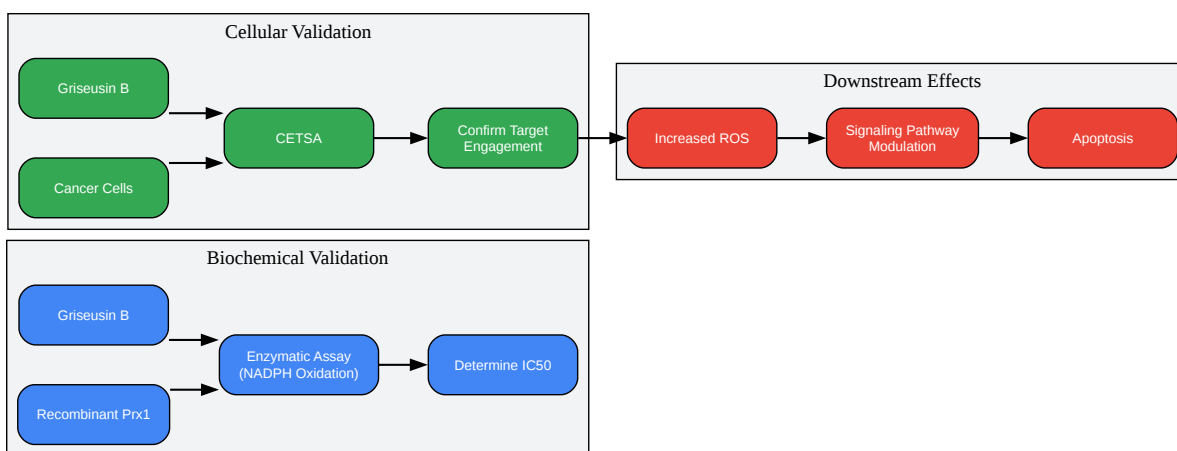 Cellular Validation
Griseusin B
Cancer Cells
CETSA
Confirm Target
Engagement
Downstream Effects
Increased ROS
Signaling Pathway
Modulation
Apoptosis
Biochemical Validation
Griseusin B
Recombinant Prx1
Enzymatic Assay
(NADPH Oxidation)
Determine IC50